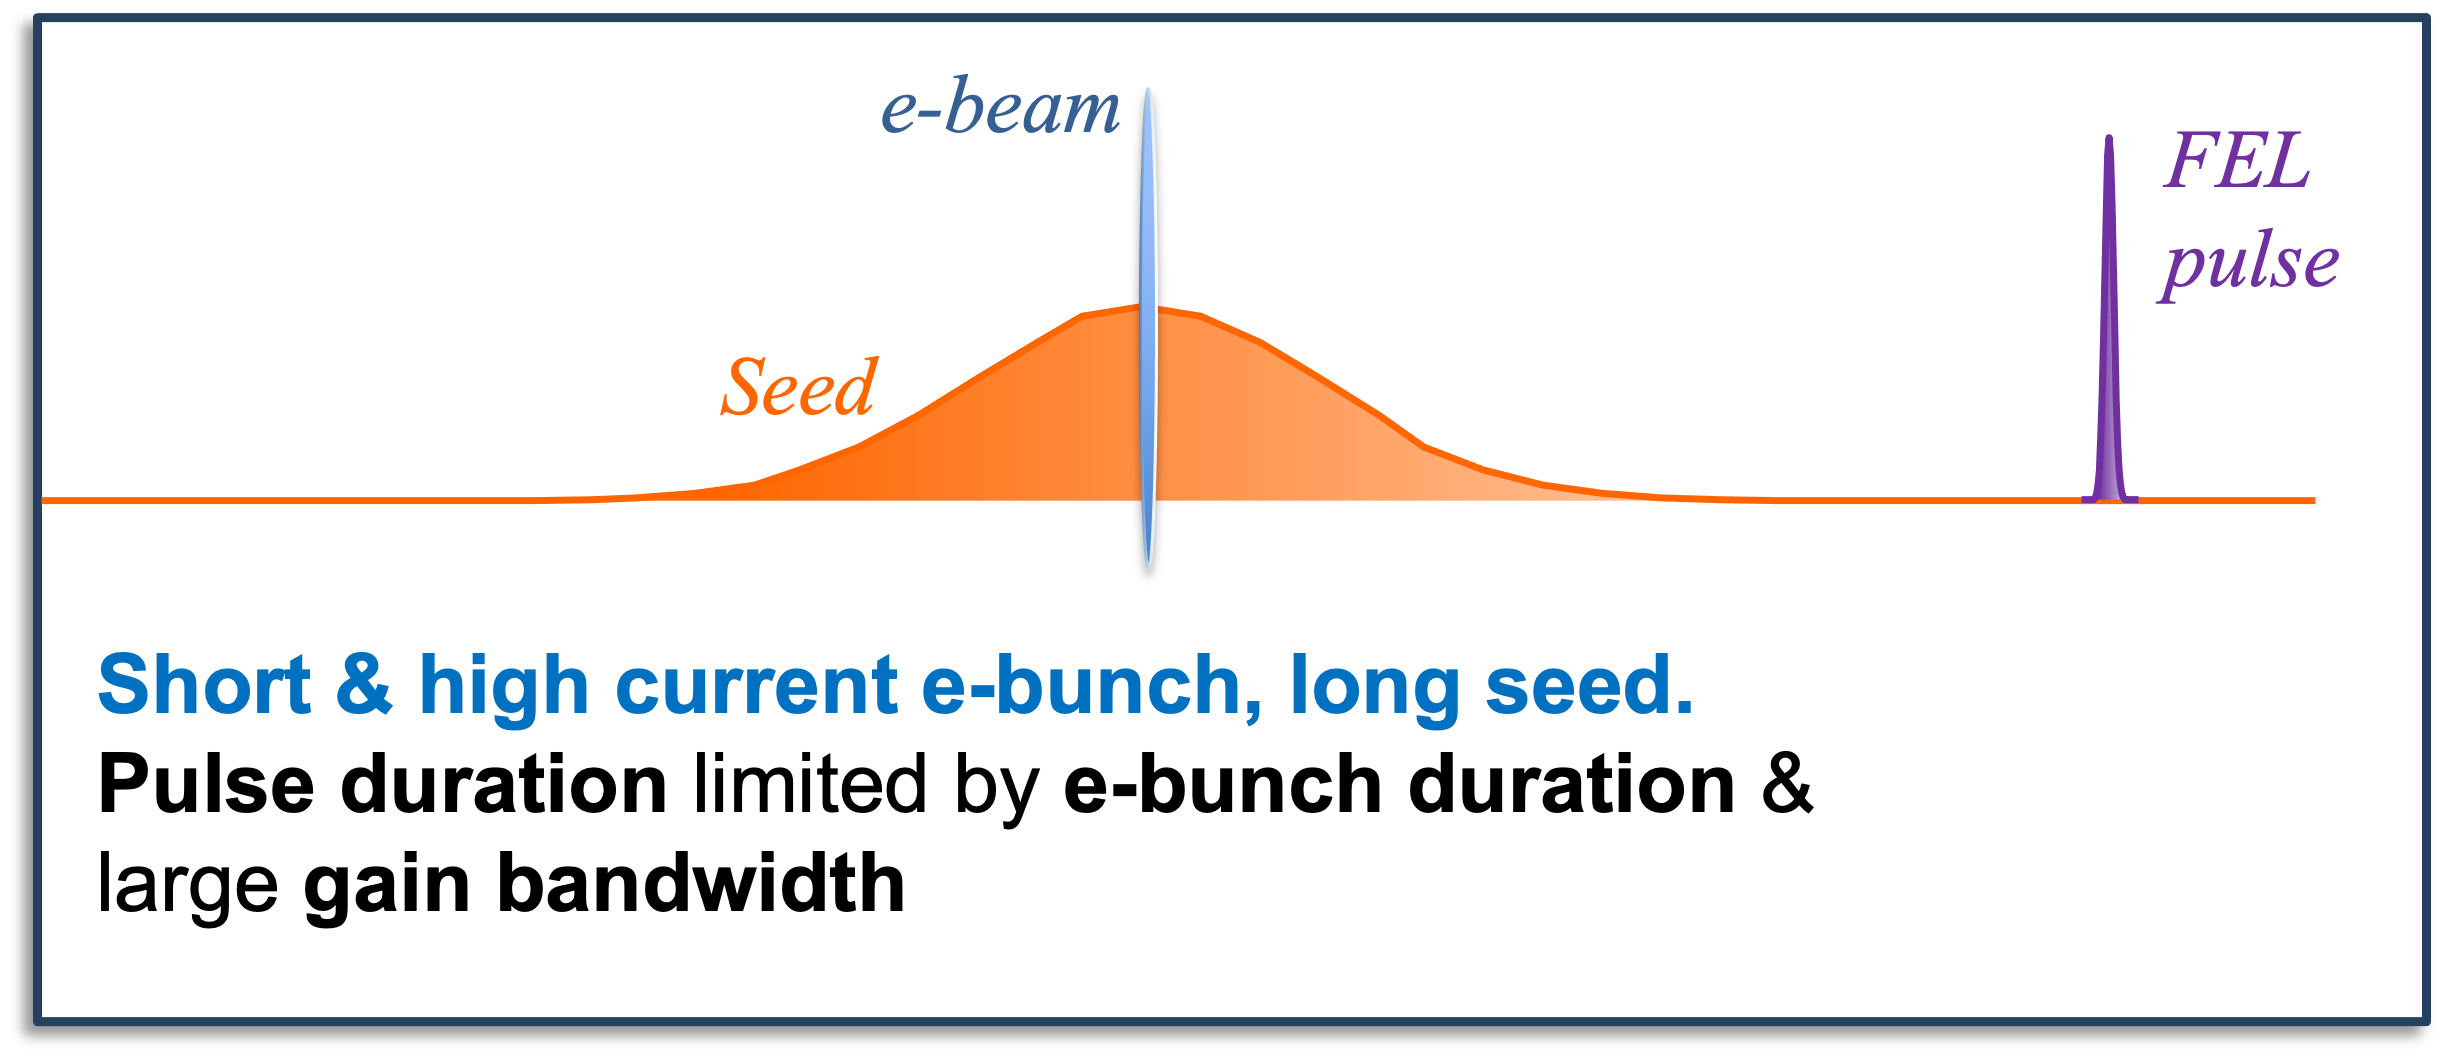 e-beam
FEL
pulse
Seed
Short & high current e-bunch, long seed.
Pulse duration limited by e-bunch duration &
large gain bandwidth